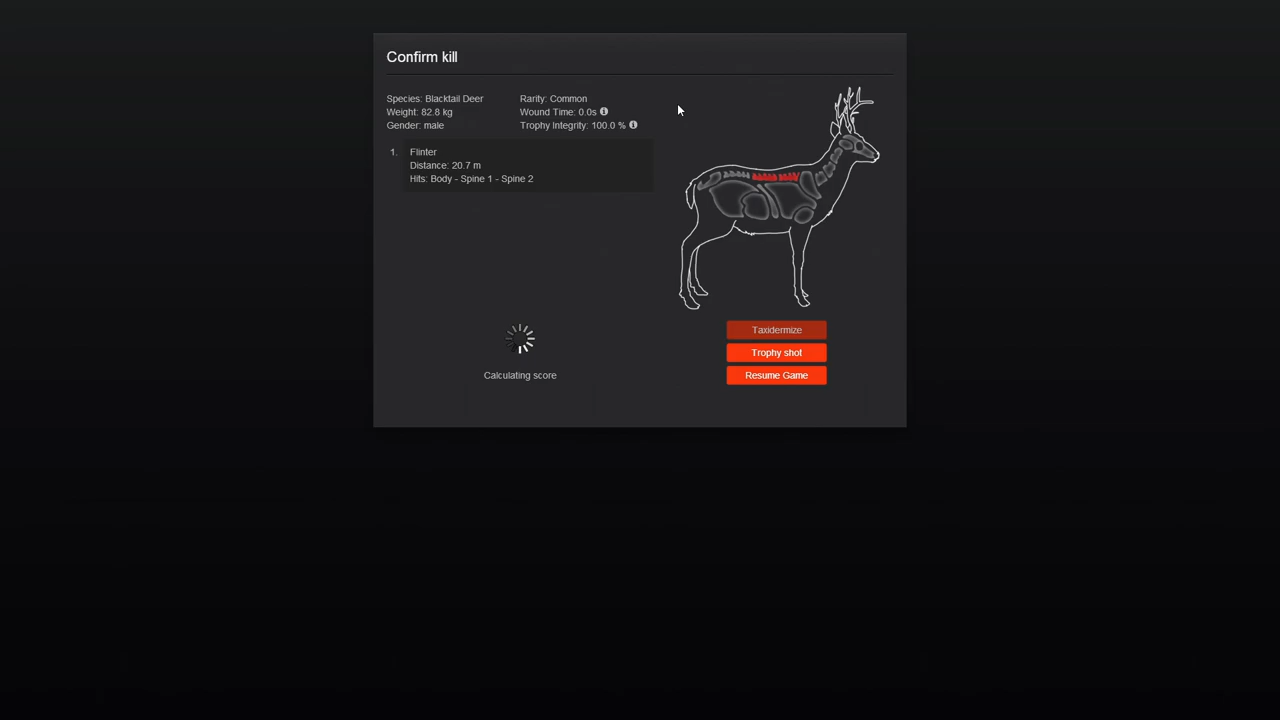 Confirm kill
Species: Blacktail Deer
Weight: 82.8 kg
Gender: male
Rarity: Common
Wound Time: 0.0s
Trophy Integrity: 100.0 %
1. Flinter
Distance: 20.7 m
Hits: Body - Spine 1 - Spine 2
Calculating score
Taxidermize
Trophy shot
Resume Game